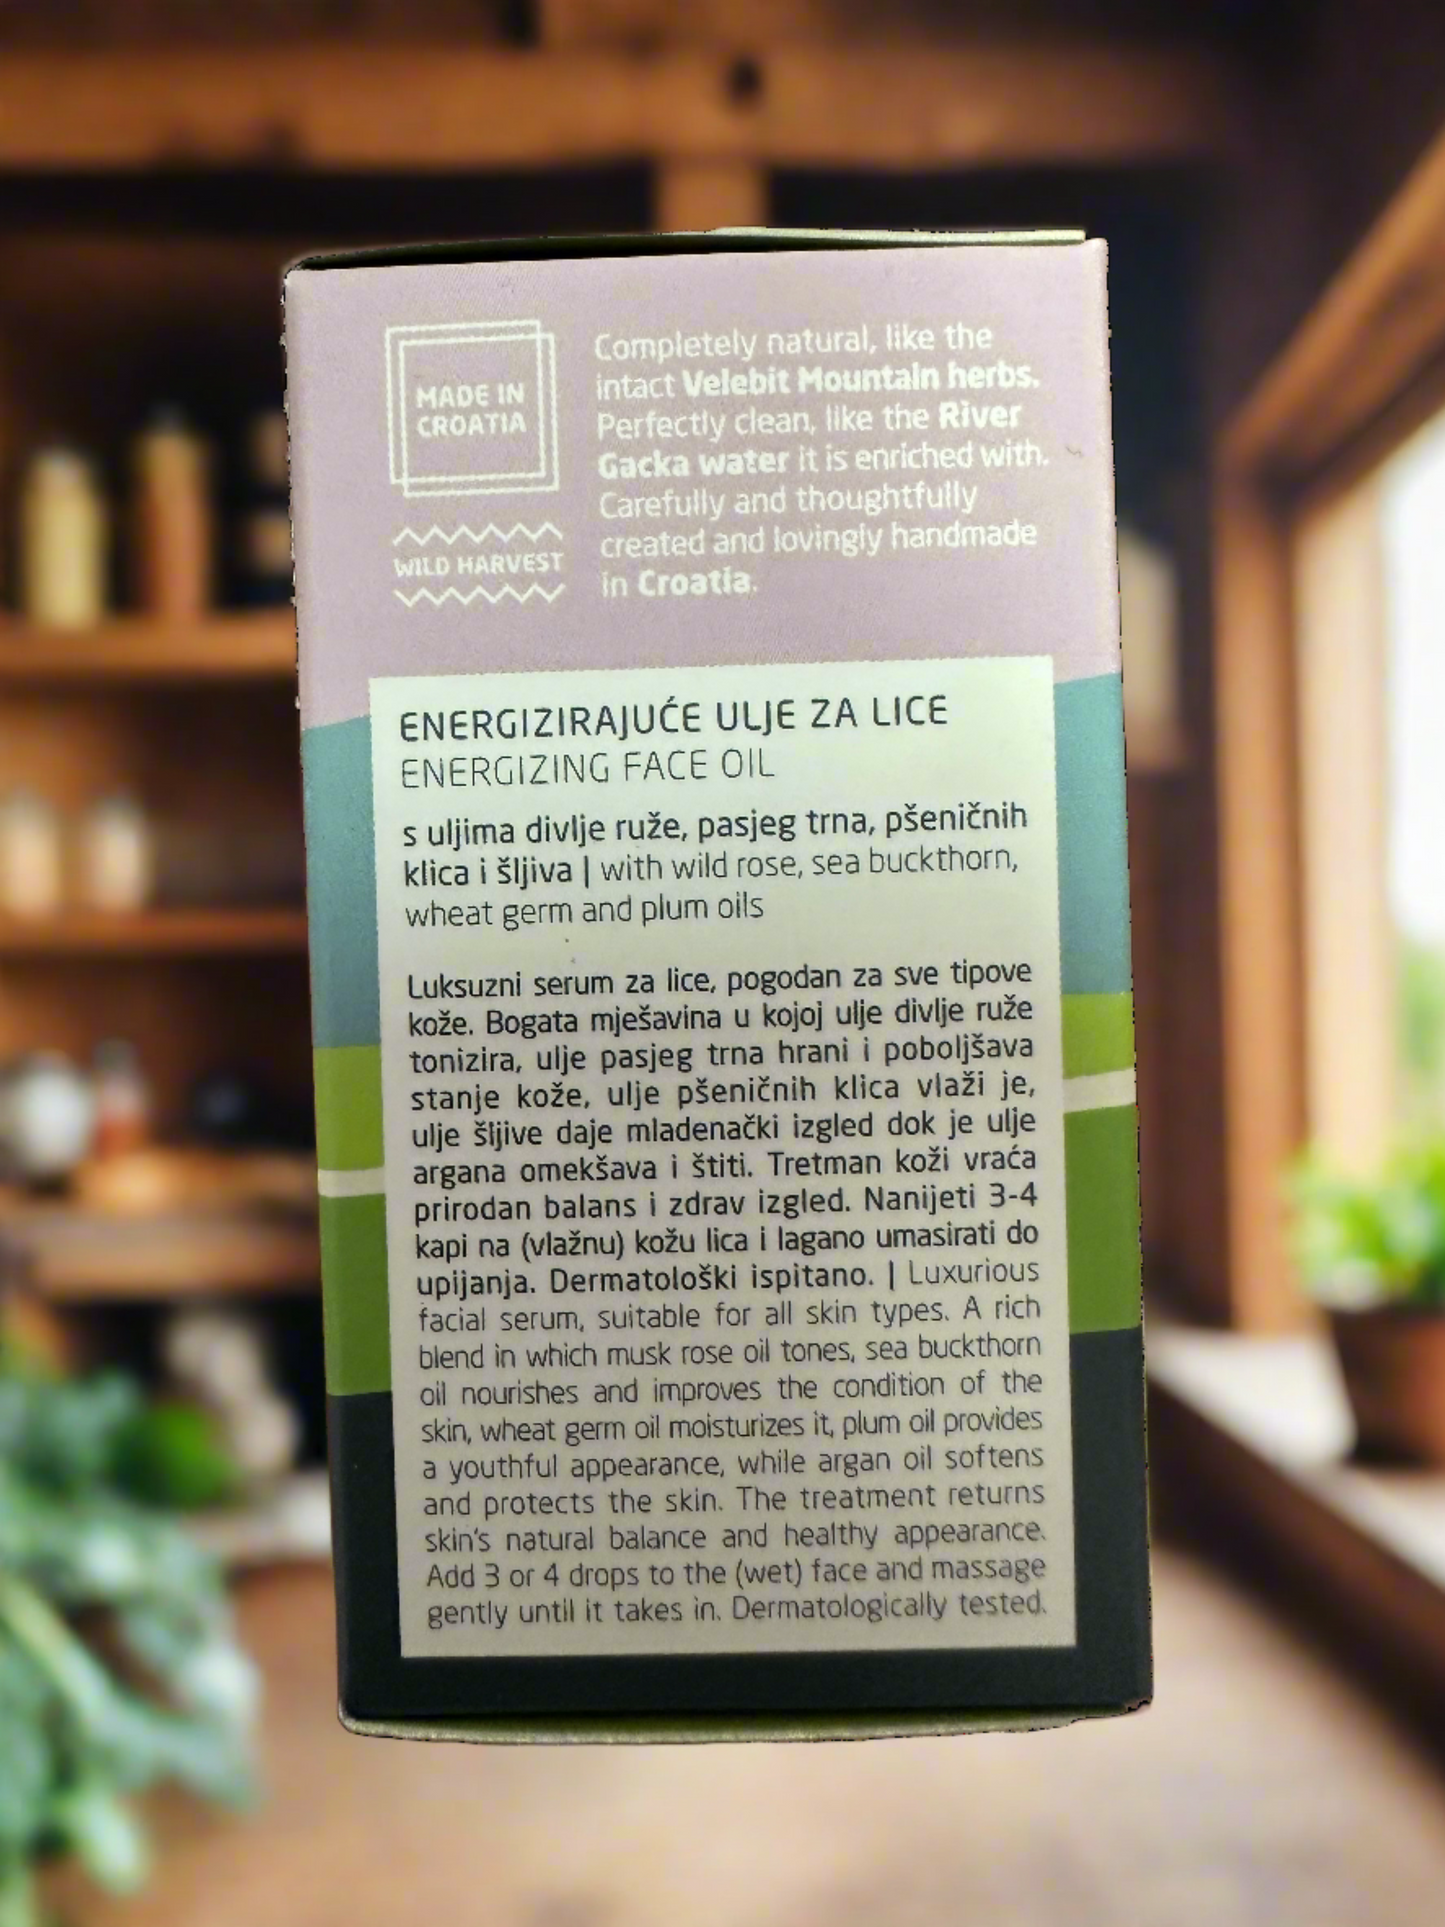 MADE IN
CROATIA
WILD HARVEST
Completely natural, like the
intact Velebit Mountain herbs.
Perfectly clean, like the River
Gacka water it is enriched with.
Carefully and thoughtfully
created and lovingly handmade
in Croatia.
ENERGIZIRAJUĆE ULJE ZA LICE
ENERGIZING FACE OIL
s uljima divlje ruže, pasjeg trna, pšeničnih
klica i šljiva | with wild rose, sea buckthorn,
wheat germ and plum oils
Luksuzni serum za lice, pogodan za sve tipove
kože. Bogata mješavina u kojoj ulje divlje ruže
tonizira, ulje pasjeg trna hrani i poboljšava
stanje kože, ulje pšeničnih klica vlaži je,
ulje šljive daje mladenački izgled dok je ulje
argana omekšava i štiti. Tretman koži vraća
prirodan balans i zdrav izgled. Nanijeti 3-4
kapi na (vlažnu) kožu lica i lagano umasirati do
upijanja. Dermatološki ispitano. | Luxurious
facial serum, suitable for all skin types. A rich
blend in which musk rose oil tones, sea buckthorn
oil nourishes and improves the condition of the
skin, wheat germ oil moisturizes it, plum oil provides
a youthful appearance, while argan oil softens
and protects the skin. The treatment returns
skin's natural balance and healthy appearance.
Add 3 or 4 drops to the (wet) face and massage
gently until it takes in. Dermatologically tested.